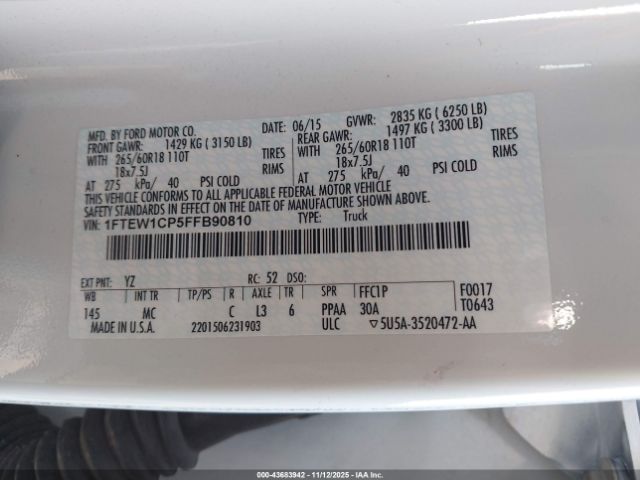 MFD. BY FORD MOTOR CO. DATE: 06/15 GVWR: 2835 KG ( 6250 LB)
FRONT GAWR: 1429 KG ( 3150 LB) REAR GAWR: 1497 KG ( 3300 LB)
WITH 265/60R18 110T TIRES WITH 265/60R18 110T TIRES
18x7.5J RIMS 18x7.5J RIMS
AT 275 kPa/ 40 PSI COLD AT 275 kPa/ 40 PSI COLD
THIS VEHICLE CONFORMS TO ALL APPLICABLE FEDERAL MOTOR VEHICLE
SAFETY STANDARDS IN EFFECT ON THE DATE OF MANUFACTURE SHOWN ABOVE.
VIN: 1FTEW1CP5FFB90810 TYPE: Truck
EXT PNT: YZ RC: 52 DSO:
WB INT TR TP/PS R AXLE TR SPR FFC1P F0017
145 MC C L3 6 PPAA 30A T0643
MADE IN U.S.A. 2201506231903 ULC ▽5U5A-3520472-AA
000-43683942 - 11/12/2025 - IAACT